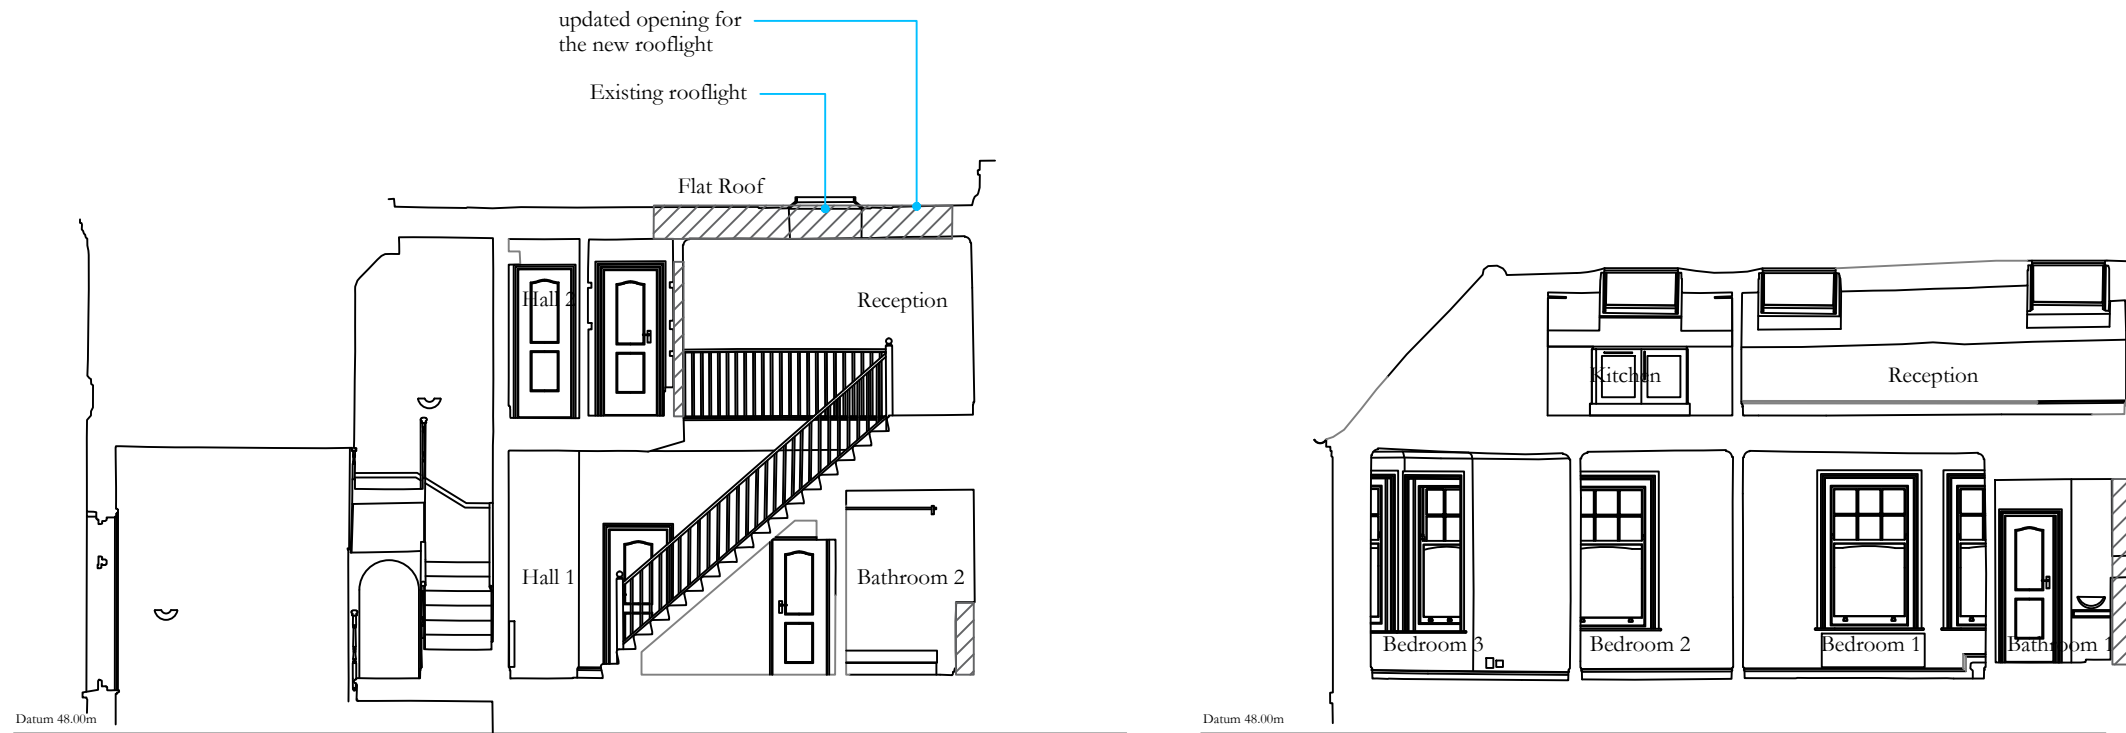 updated opening for
the new rooflight
Existing rooflight
Flat Roof
Hall 2
Reception
Hall 1
Bathroom 2
Datum 48.00m
Kitchen
Reception
Bedroom 3
Bedroom 2
Bedroom 1
Bathroom 1
Datum 48.00m